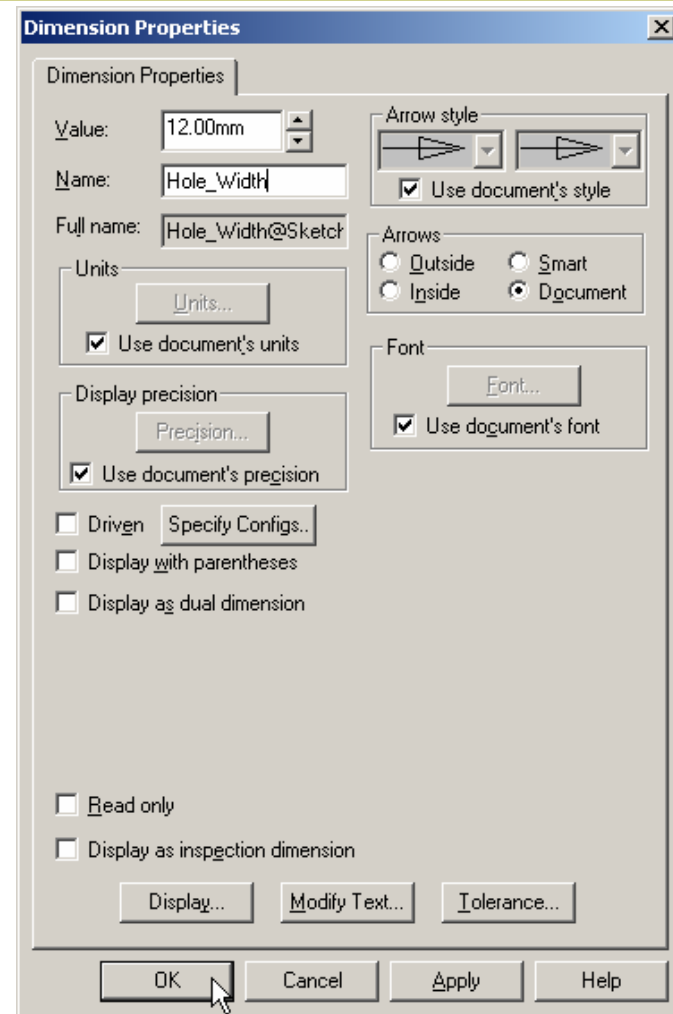 Dimension Properties
Dimension Properties
Value: 12.00mm
Name: Hole_Width
Full name: Hole_Width@Sketch
Units
Units...
Use document's units
Display precision
Precision...
Use document's precision
Driven Specify Configs..
Display with parentheses
Display as dual dimension
Arrow style
Use document's style
Arrows
Outside Smart
Inside Document
Font
Font...
Use document's font
Read only
Display as inspection dimension
Display... Modify Text... Tolerance...
OK Cancel Apply Help